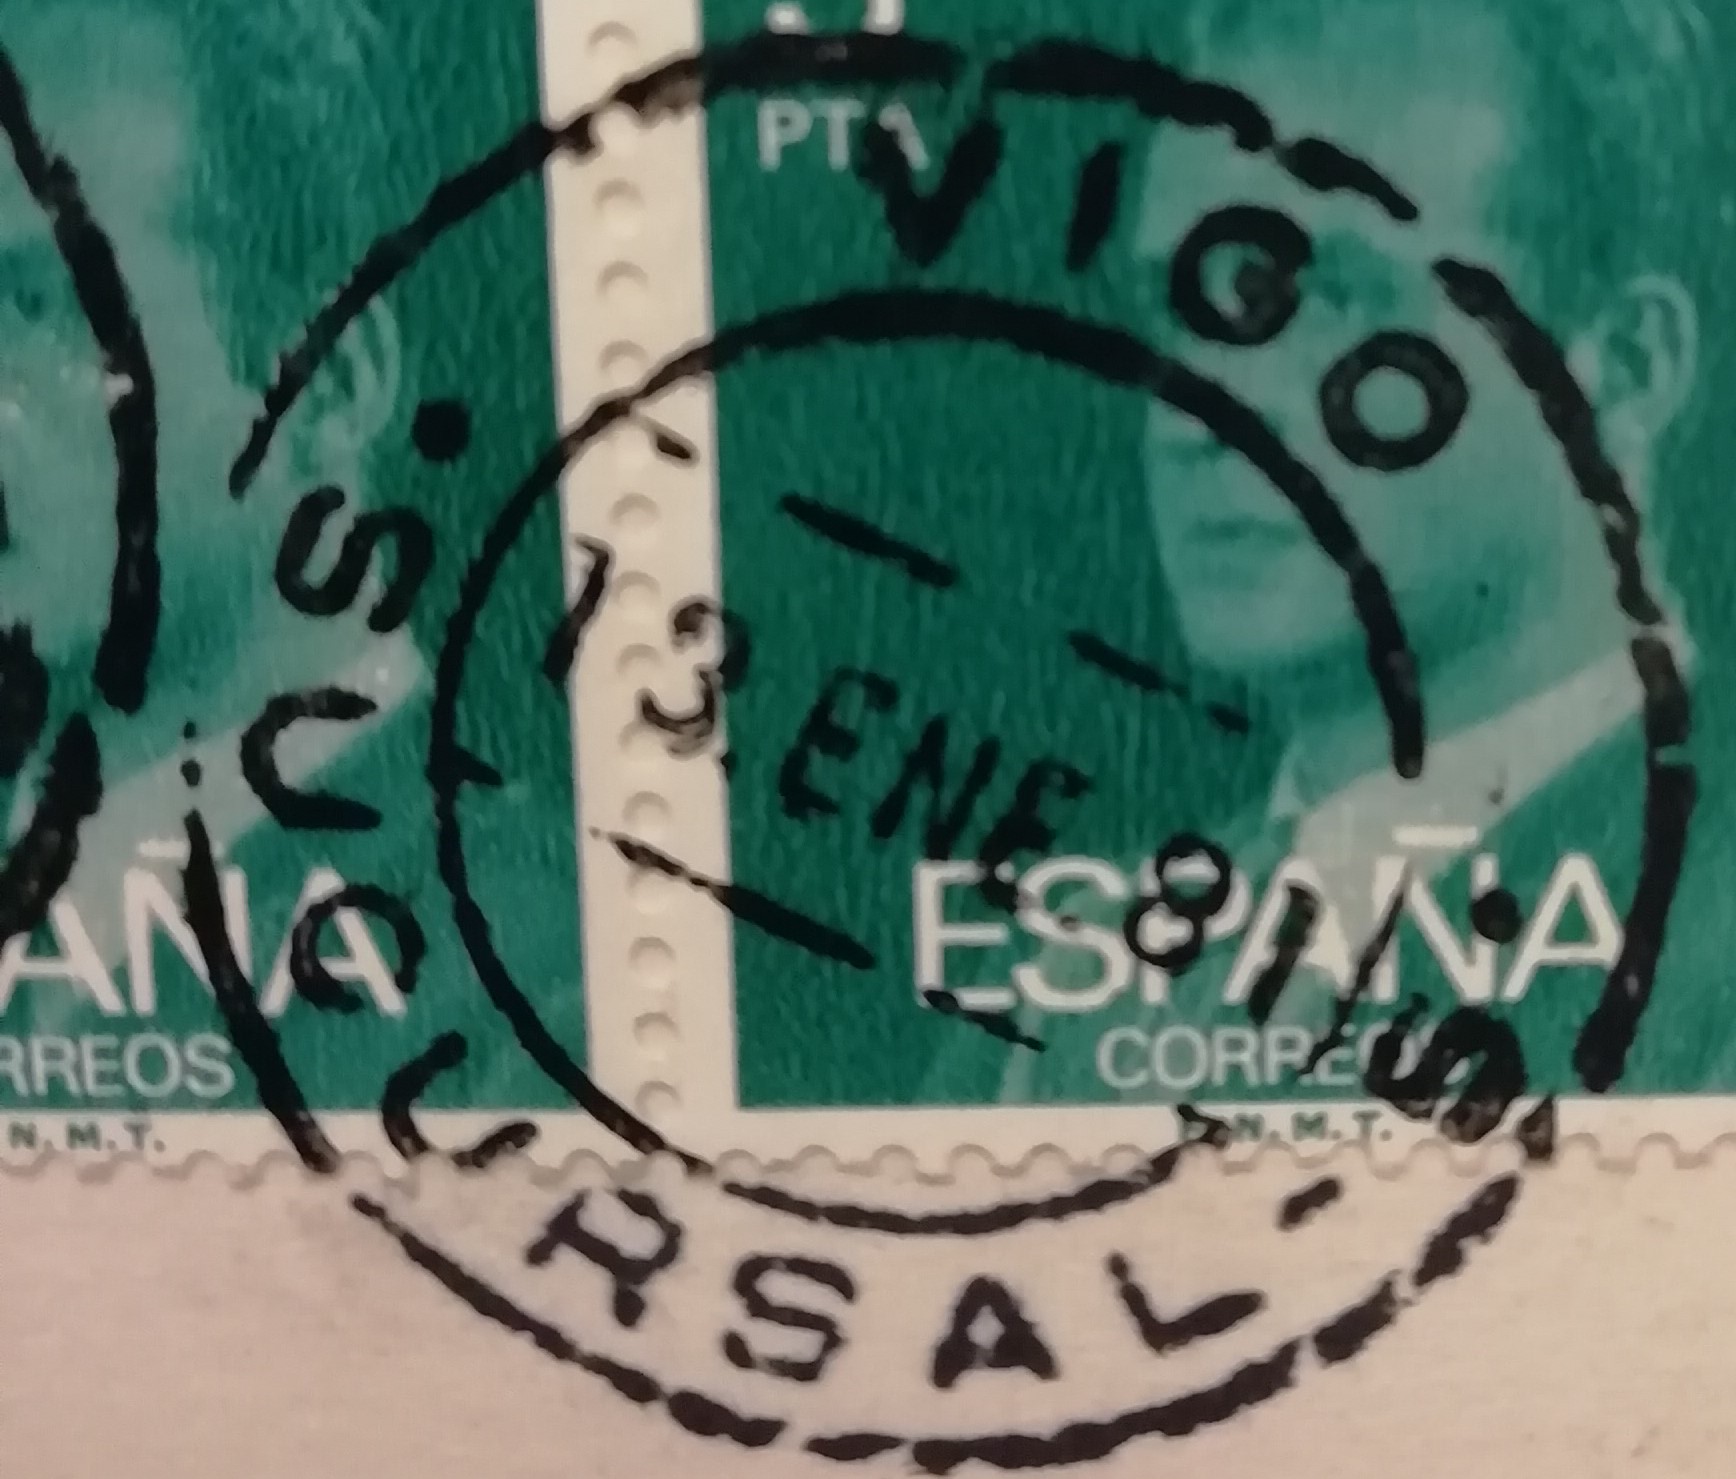 PTA
VIGO
13 ENE 81
SUCURSAL-
ESPAÑA
CORREOS
N.M.T.
AÑA
RREOS
N.M.T.